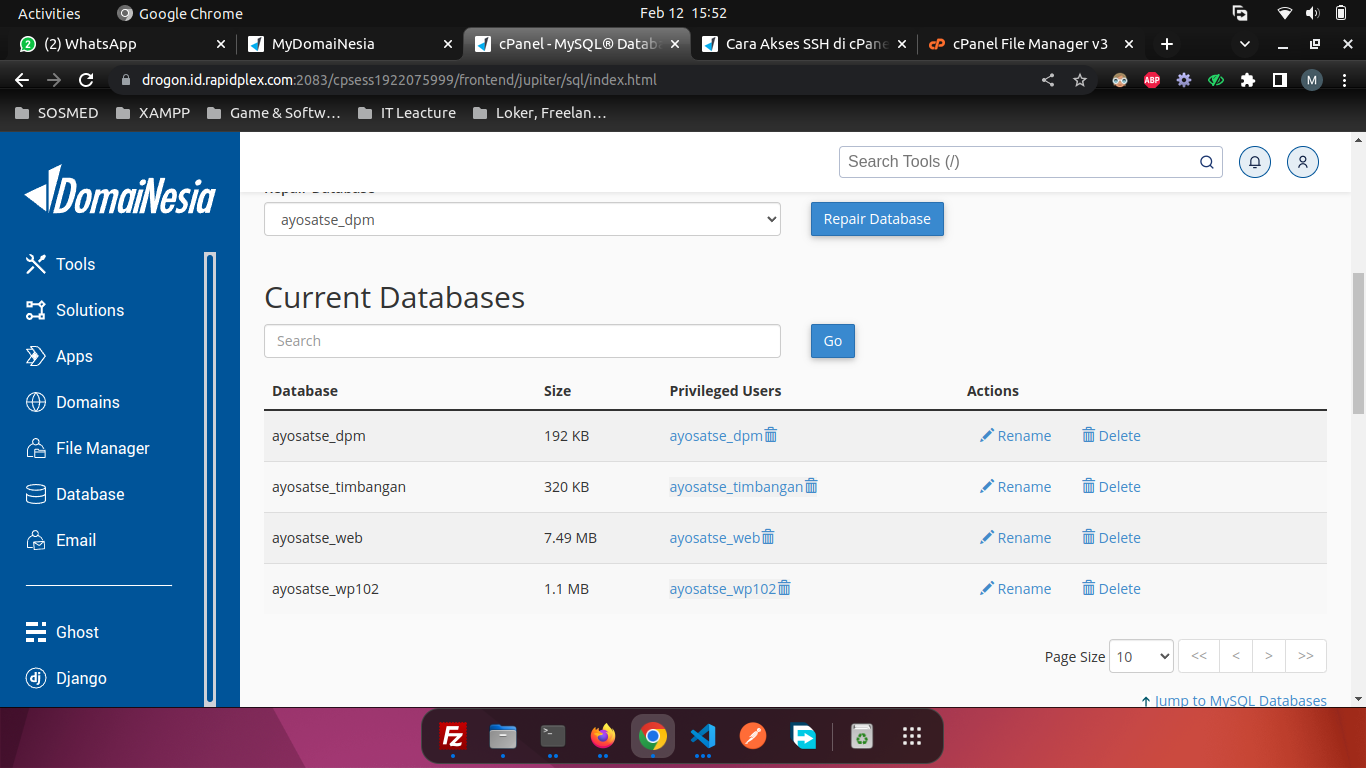 Activities Google Chrome Feb 12 15:52
(2) WhatsApp MyDomaiNesia cPanel - MySQL® Datab Cara Akses SSH di cPane cPanel File Manager v3
drogon.id.rapidplex.com:2083/cpsess1922075999/frontend/jupiter/sql/index.html ABP M
SOSMED XAMPP Game & Softw… IT Leacture Loker, Freelan…
DomaiNesia
Search Tools (/)
Tools
Solutions
Apps
Domains
File Manager
Database
Email
Ghost
dj Django
Repair Database
ayosatse_dpm Repair Database
Current Databases
Search Go
Database Size Privileged Users Actions
ayosatse_dpm 192 KB ayosatse_dpm Rename Delete
ayosatse_timbangan 320 KB ayosatse_timbangan Rename Delete
ayosatse_web 7.49 MB ayosatse_web Rename Delete
ayosatse_wp102 1.1 MB ayosatse_wp102 Rename Delete
Page Size 10 << < > >>
Jump to MySQL Databases
Fz